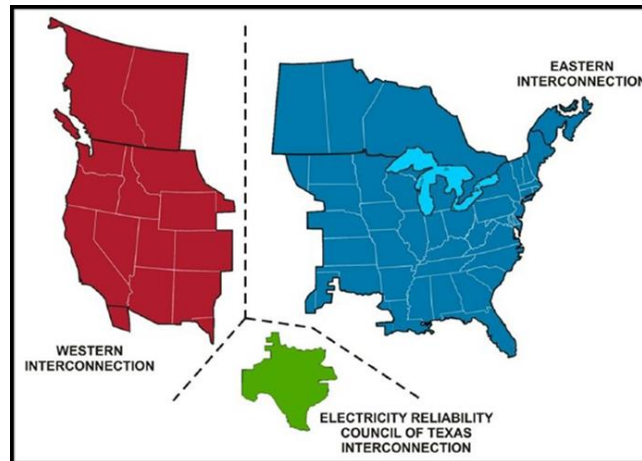 EASTERN
INTERCONNECTION
WESTERN
INTERCONNECTION
ELECTRICITY RELIABILITY
COUNCIL OF TEXAS
INTERCONNECTION